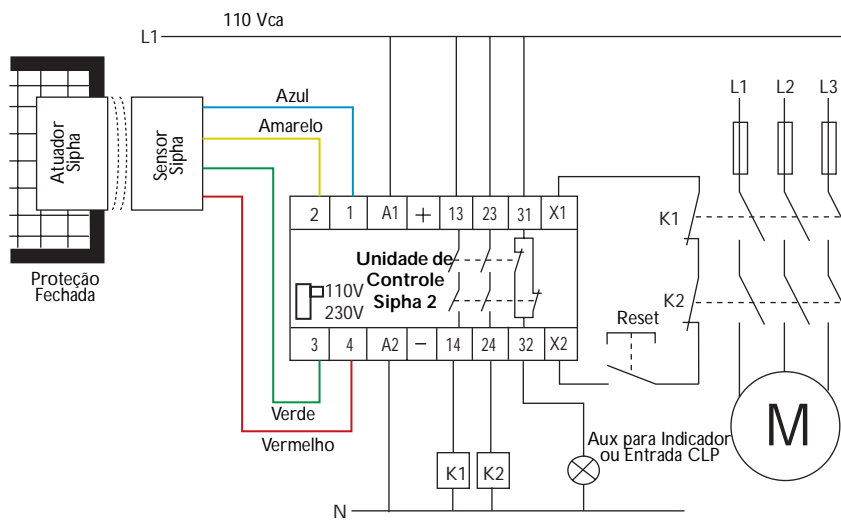 110 Vca
L1
L1 L2 L3
Azul
Amarelo
Atuador
Sipha
Sensor
Sipha
2 1 A1 + 13 23 31 X1
K1
Unidade de
Controle
Sipha 2
Proteção
Fechada
110V
230V
K2
Reset
3 4 A2 − 14 24 32 X2
Verde
Vermelho
M
Aux para Indicador
ou Entrada CLP
K1 K2
N